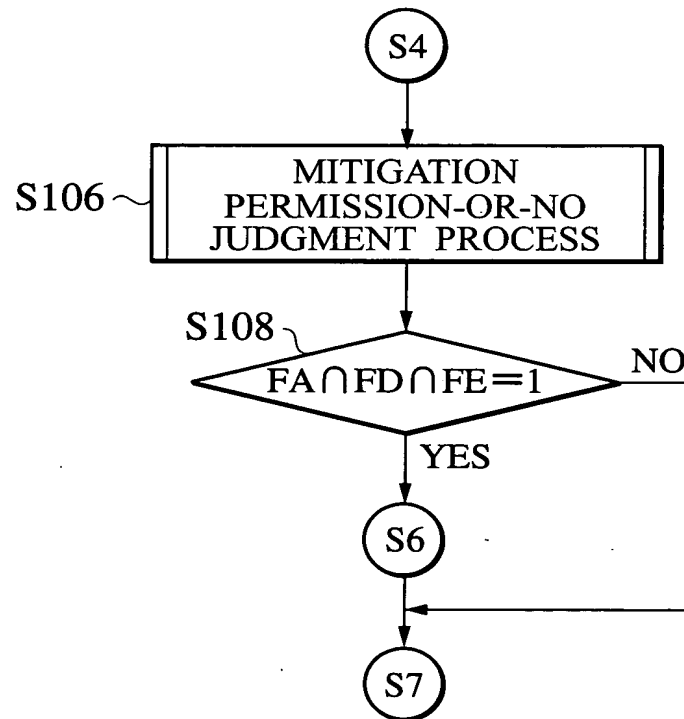 S4
S106
MITIGATION
PERMISSION-OR-NO
JUDGMENT PROCESS
S108
FA∩FD∩FE=1
NO
YES
S6
S7